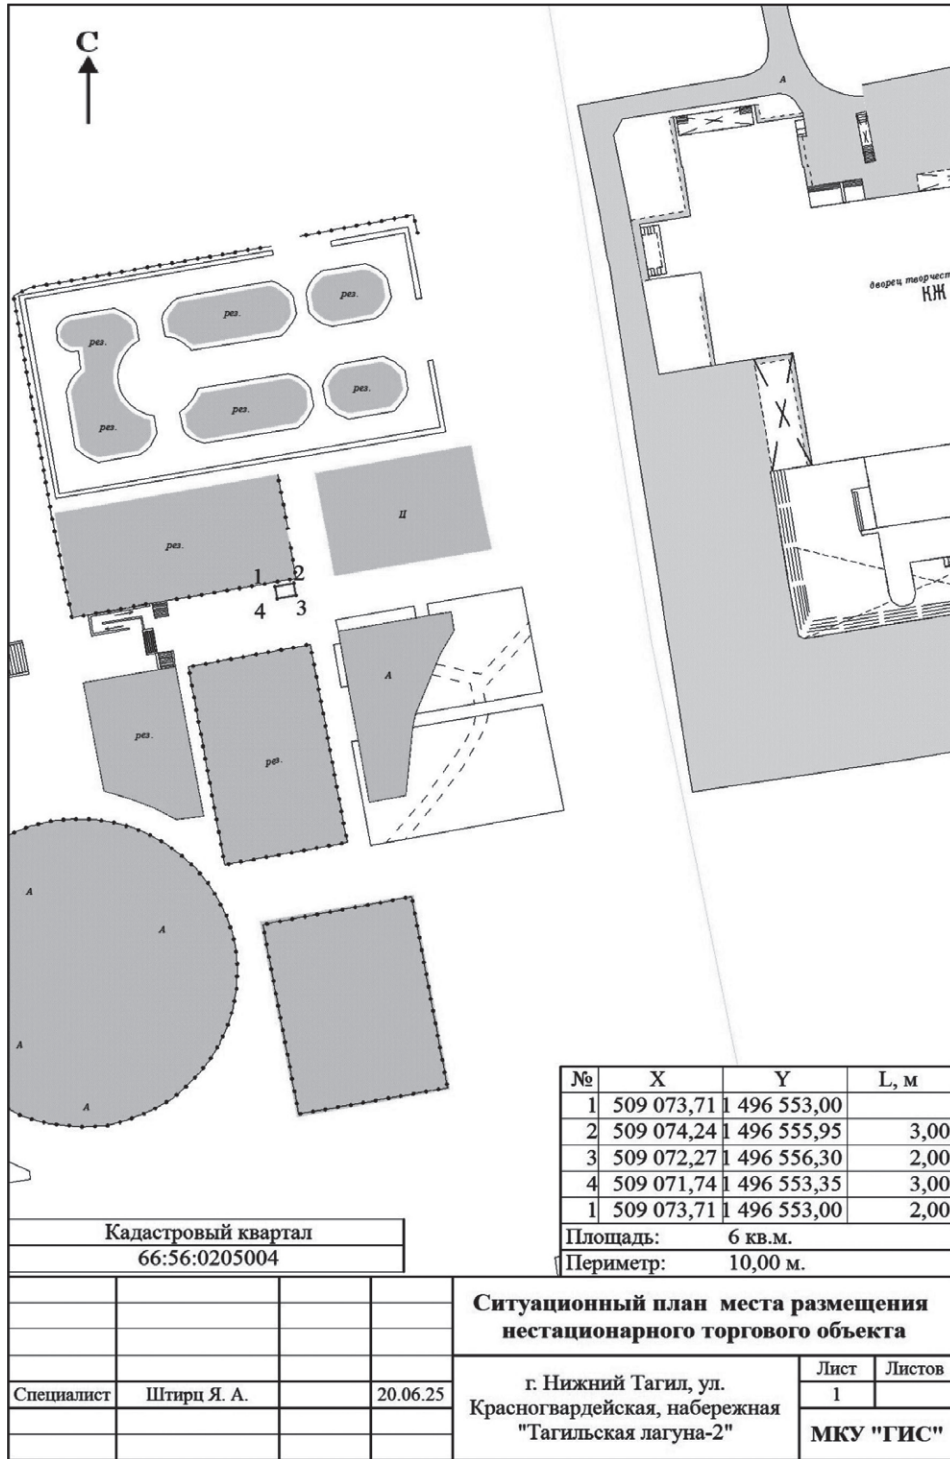 С
А
дворец творчест
КЖ
рез.
рез.
рез.
рез.
рез.
рез.
Ц
рез.
1 2
4 3
А
рез.
рез.
А
А
А
А
№ X Y L, м
1 509 073,71 1 496 553,00
2 509 074,24 1 496 555,95 3,00
3 509 072,27 1 496 556,30 2,00
4 509 071,74 1 496 553,35 3,00
1 509 073,71 1 496 553,00 2,00
Площадь: 6 кв.м.
Периметр: 10,00 м.
Кадастровый квартал
66:56:0205004
Ситуационный план места размещения
нестационарного торгового объекта
Специалист Штирц Я. А. 20.06.25
г. Нижний Тагил, ул.
Красногвардейская, набережная
"Тагильская лагуна-2"
Лист Листов
1
МКУ "ГИС"